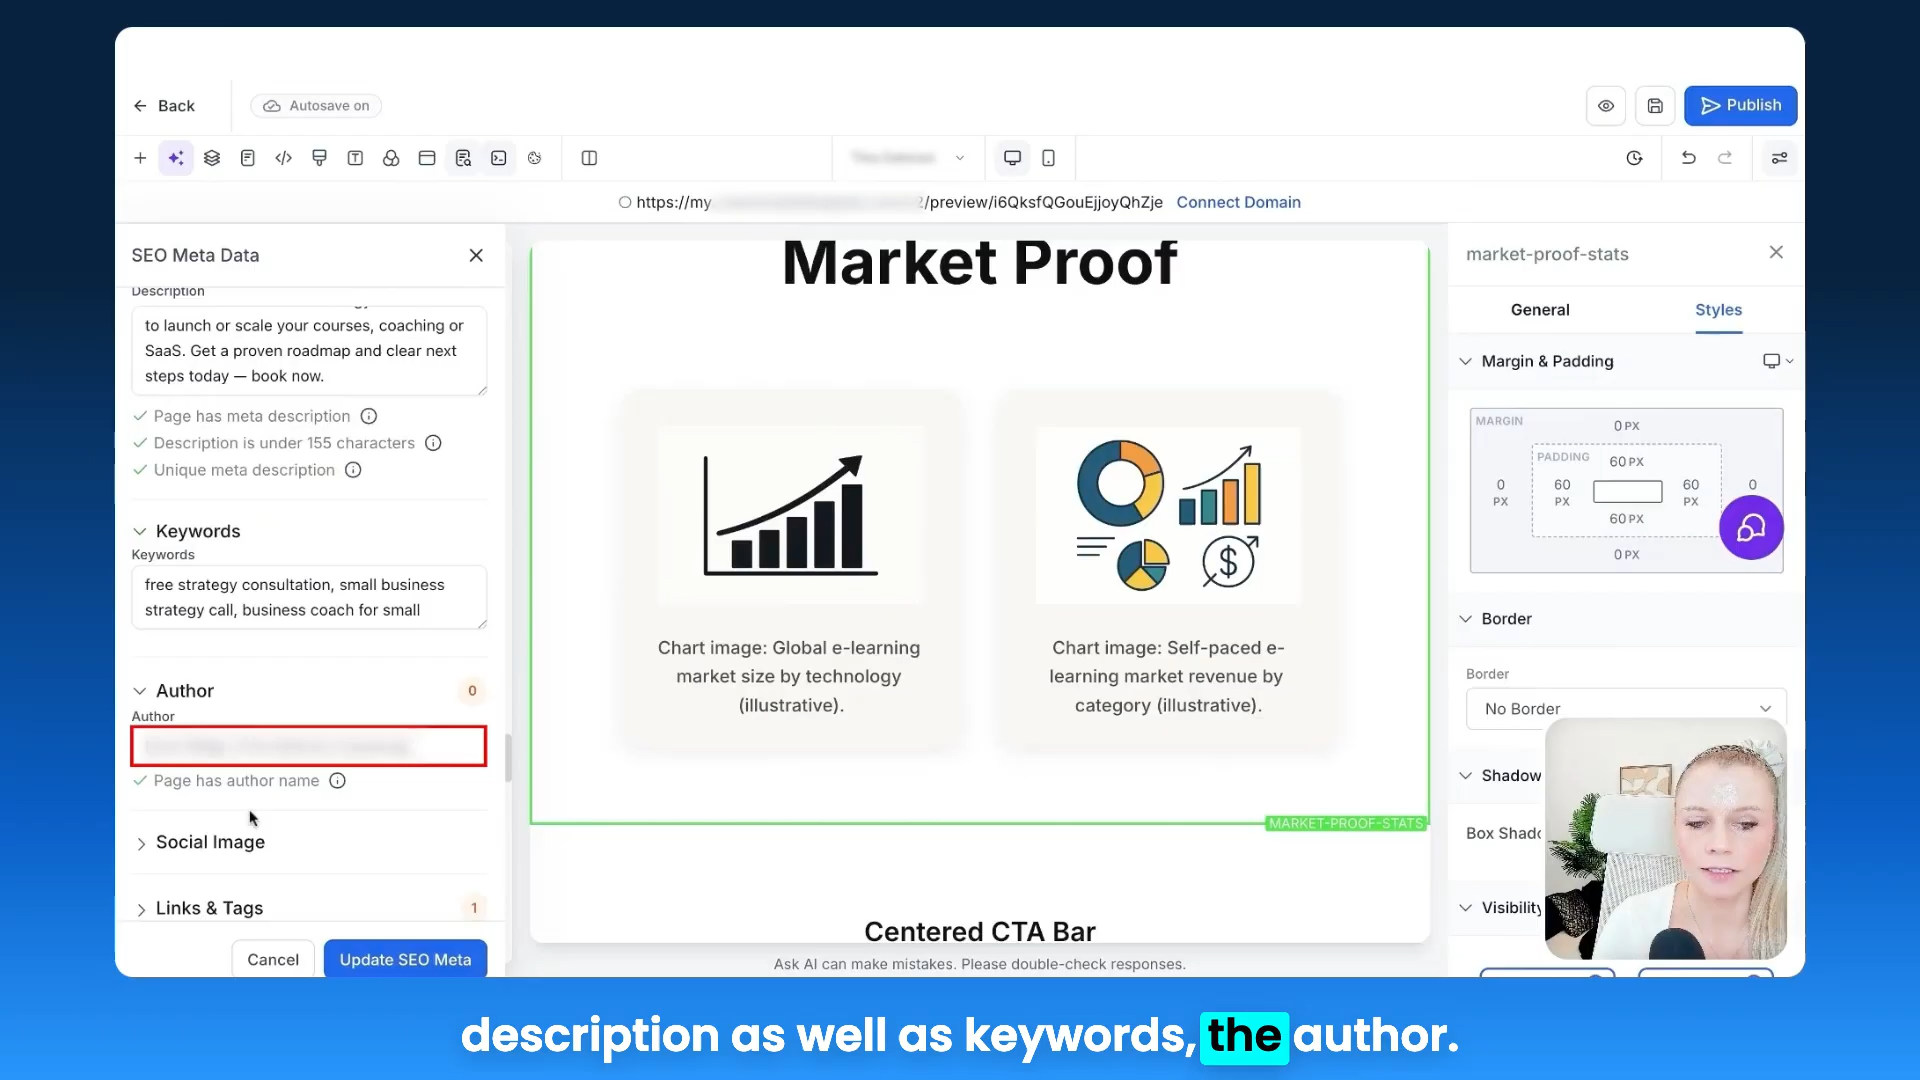 Back
Autosave on
Publish
https://my
/preview/i6QksfQGouEjjoyQhZje
Connect Domain
SEO Meta Data
Description
to launch or scale your courses, coaching or
SaaS. Get a proven roadmap and clear next
steps today — book now.
Page has meta description
Description is under 155 characters
Unique meta description
Keywords
Keywords
free strategy consultation, small business
strategy call, business coach for small
Author
0
Author
Page has author name
Social Image
Links & Tags
1
Cancel
Update SEO Meta
Market Proof
Chart image: Global e-learning
market size by technology
(illustrative).
$
Chart image: Self-paced e-
learning market revenue by
category (illustrative).
MARKET-PROOF-STATS
Centered CTA Bar
Ask AI can make mistakes. Please double-check responses.
market-proof-stats
General
Styles
Margin & Padding
MARGIN
0 PX
PADDING
60 PX
0
PX
60
PX
60
PX
0
60 PX
0 PX
Border
Border
No Border
Shadow
Box Shado
Visibility
description as well as keywords, the author.